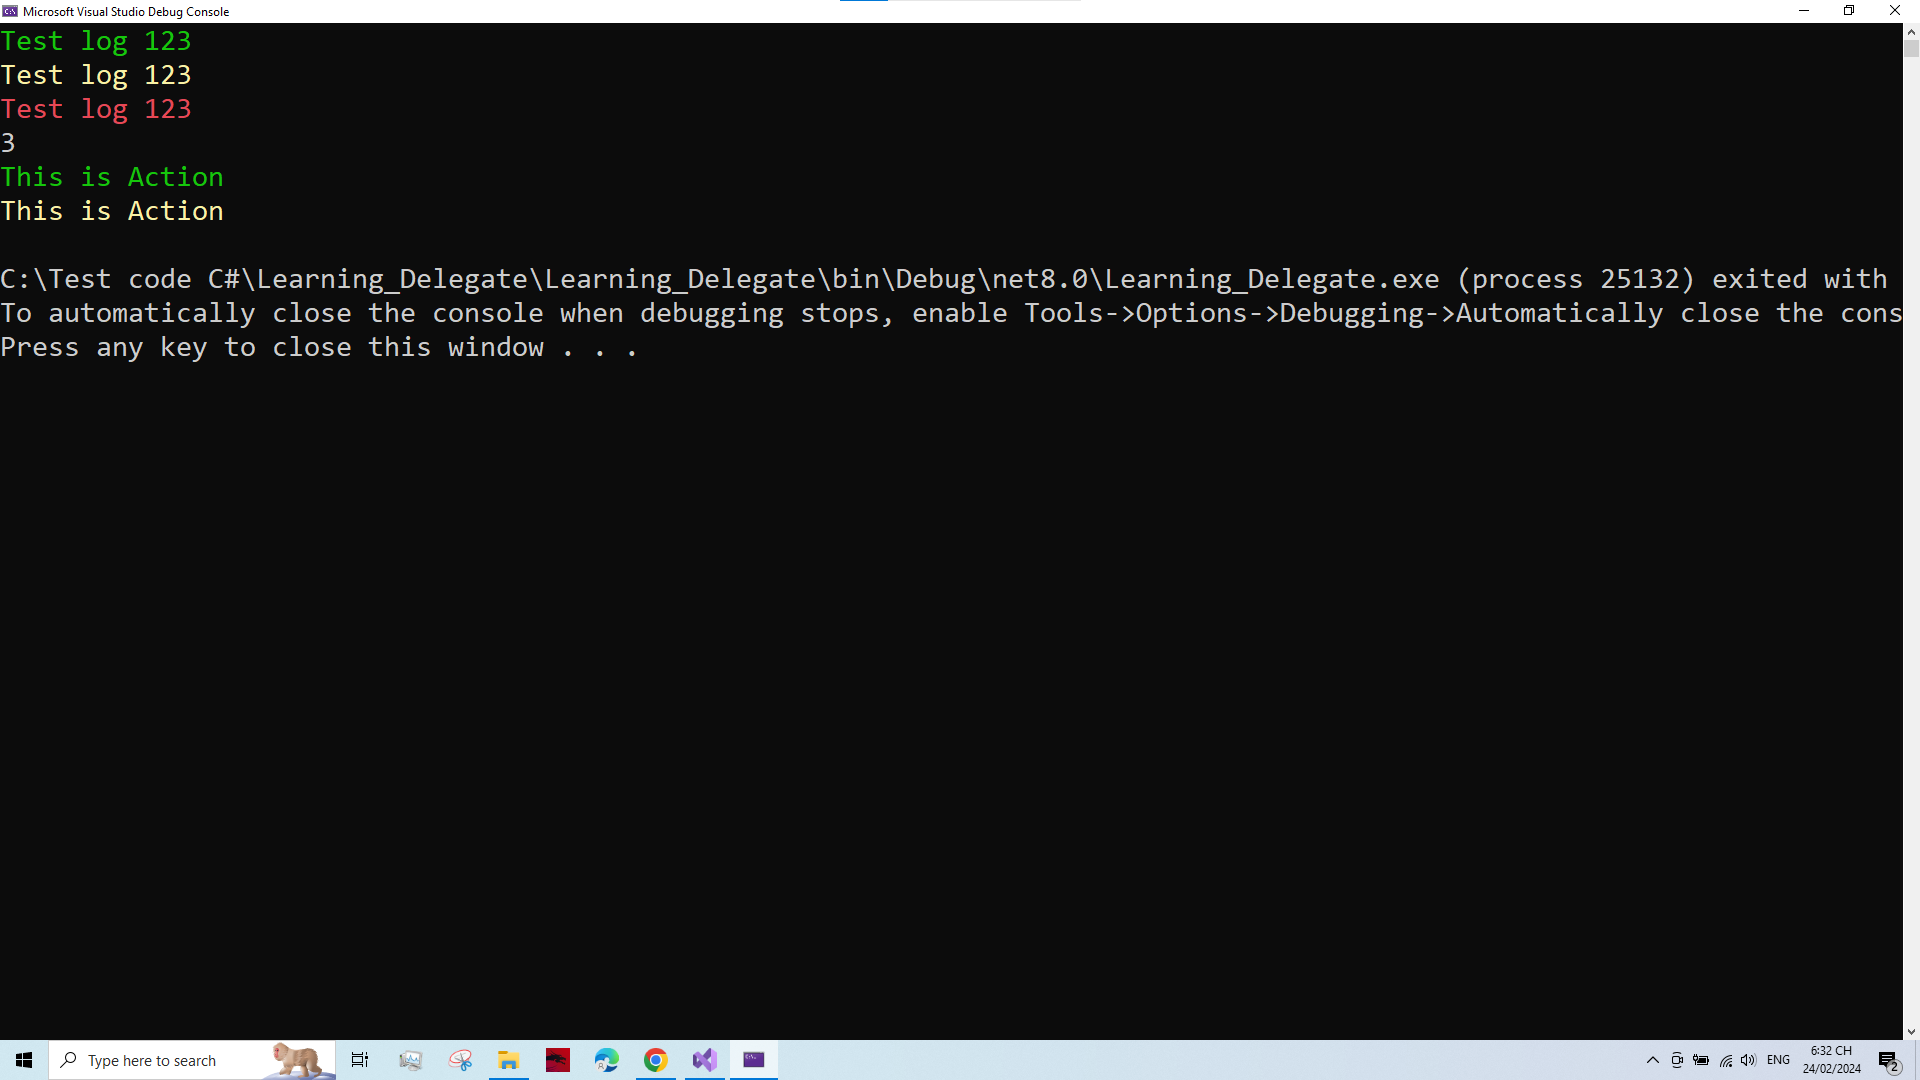 Microsoft Visual Studio Debug Console
Test log 123
Test log 123
Test log 123
3
This is Action
This is Action
C:\Test code C#\Learning_Delegate\Learning_Delegate\bin\Debug\net8.0\Learning_Delegate.exe (process 25132) exited with
To automatically close the console when debugging stops, enable Tools->Options->Debugging->Automatically close the cons
Press any key to close this window . . .
Type here to search
ENG
6:32 CH
24/02/2024
2